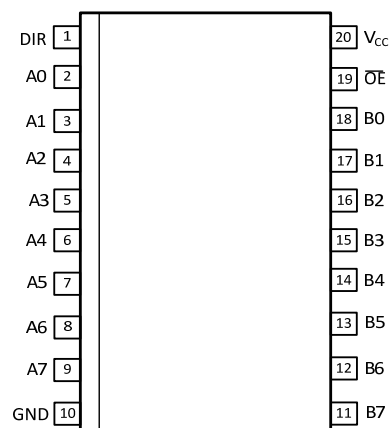 DIR 1 20 V_CC
A0 2 19 O̅E̅
A1 3 18 B0
A2 4 17 B1
A3 5 16 B2
A4 6 15 B3
A5 7 14 B4
A6 8 13 B5
A7 9 12 B6
GND 10 11 B7